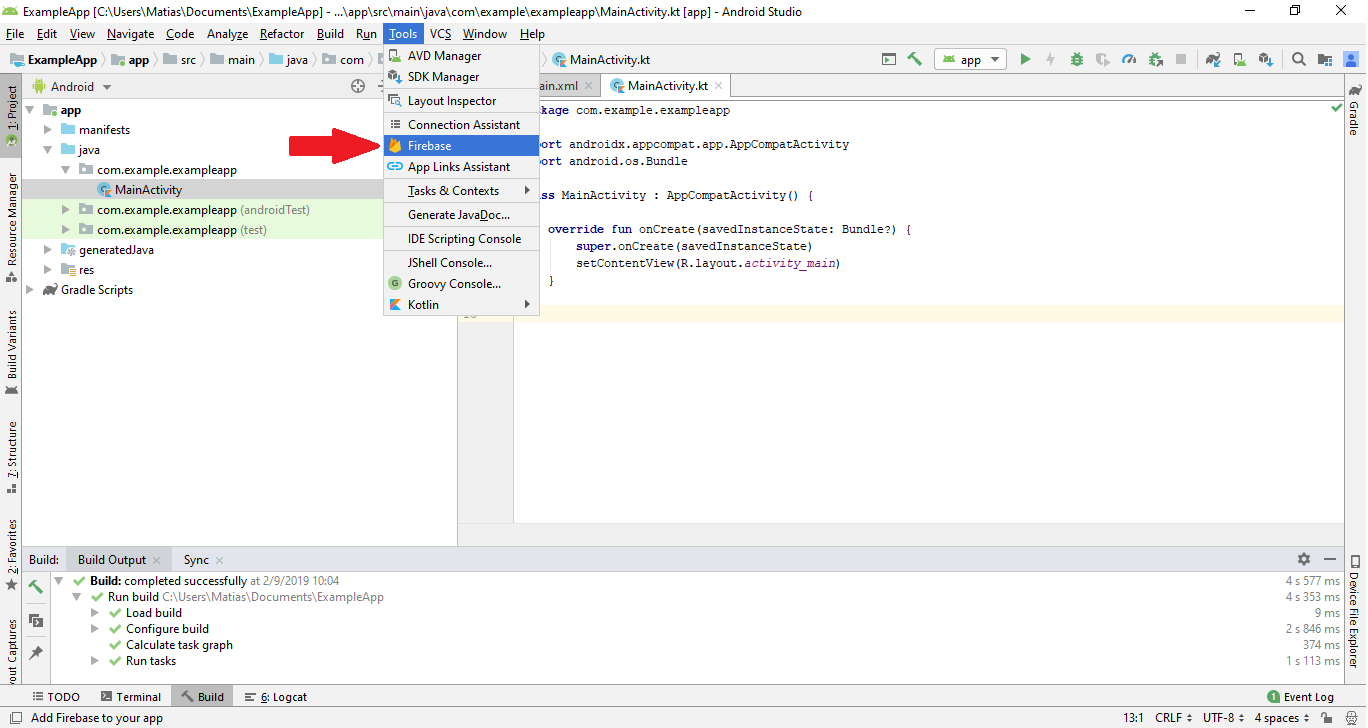 ExampleApp [C:\Users\Matias\Documents\ExampleApp] - ...\app\src\main\java\com\example\exampleapp\MainActivity.kt [app] - Android Studio
File Edit View Navigate Code Analyze Refactor Build Run Tools VCS Window Help
ExampleApp app src main java com MainActivity.kt app
Android
ain.xml MainActivity.kt
1: Project
Resource Manager
Build Variants
7: Structure
2: Favorites
yout Captures
app
manifests
java
com.example.exampleapp
MainActivity
com.example.exampleapp (androidTest)
com.example.exampleapp (test)
generatedJava
res
Gradle Scripts
AVD Manager
SDK Manager
Layout Inspector
Connection Assistant
Firebase
App Links Assistant
Tasks & Contexts
Generate JavaDoc...
IDE Scripting Console
JShell Console...
Groovy Console...
Kotlin
kage com.example.exampleapp
ort androidx.appcompat.app.AppCompatActivity
ort android.os.Bundle
ss MainActivity : AppCompatActivity() {
override fun onCreate(savedInstanceState: Bundle?) {
super.onCreate(savedInstanceState)
setContentView(R.layout.activity_main)
}
Gradle
Device File Explorer
Build: Build Output Sync
Build: completed successfully at 2/9/2019 10:04 4 s 577 ms
Run build C:\Users\Matias\Documents\ExampleApp 4 s 353 ms
Load build 9 ms
Configure build 2 s 846 ms
Calculate task graph 374 ms
Run tasks 1 s 113 ms
TODO Terminal Build 6: Logcat 1 Event Log
Add Firebase to your app 13:1 CRLF UTF-8 4 spaces